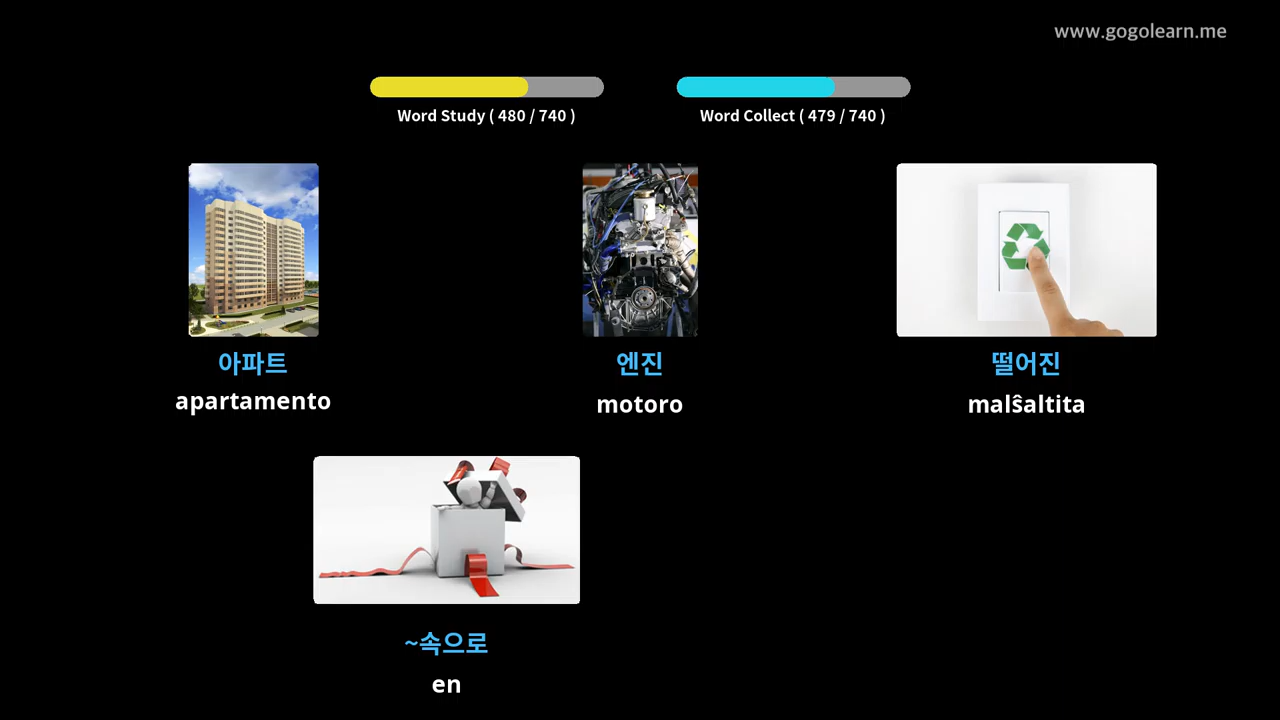 www.gogolearn.me
Word Study ( 480 / 740 )
Word Collect ( 479 / 740 )
아파트
apartamento
엔진
motoro
떨어진
malŝaltita
~속으로
en